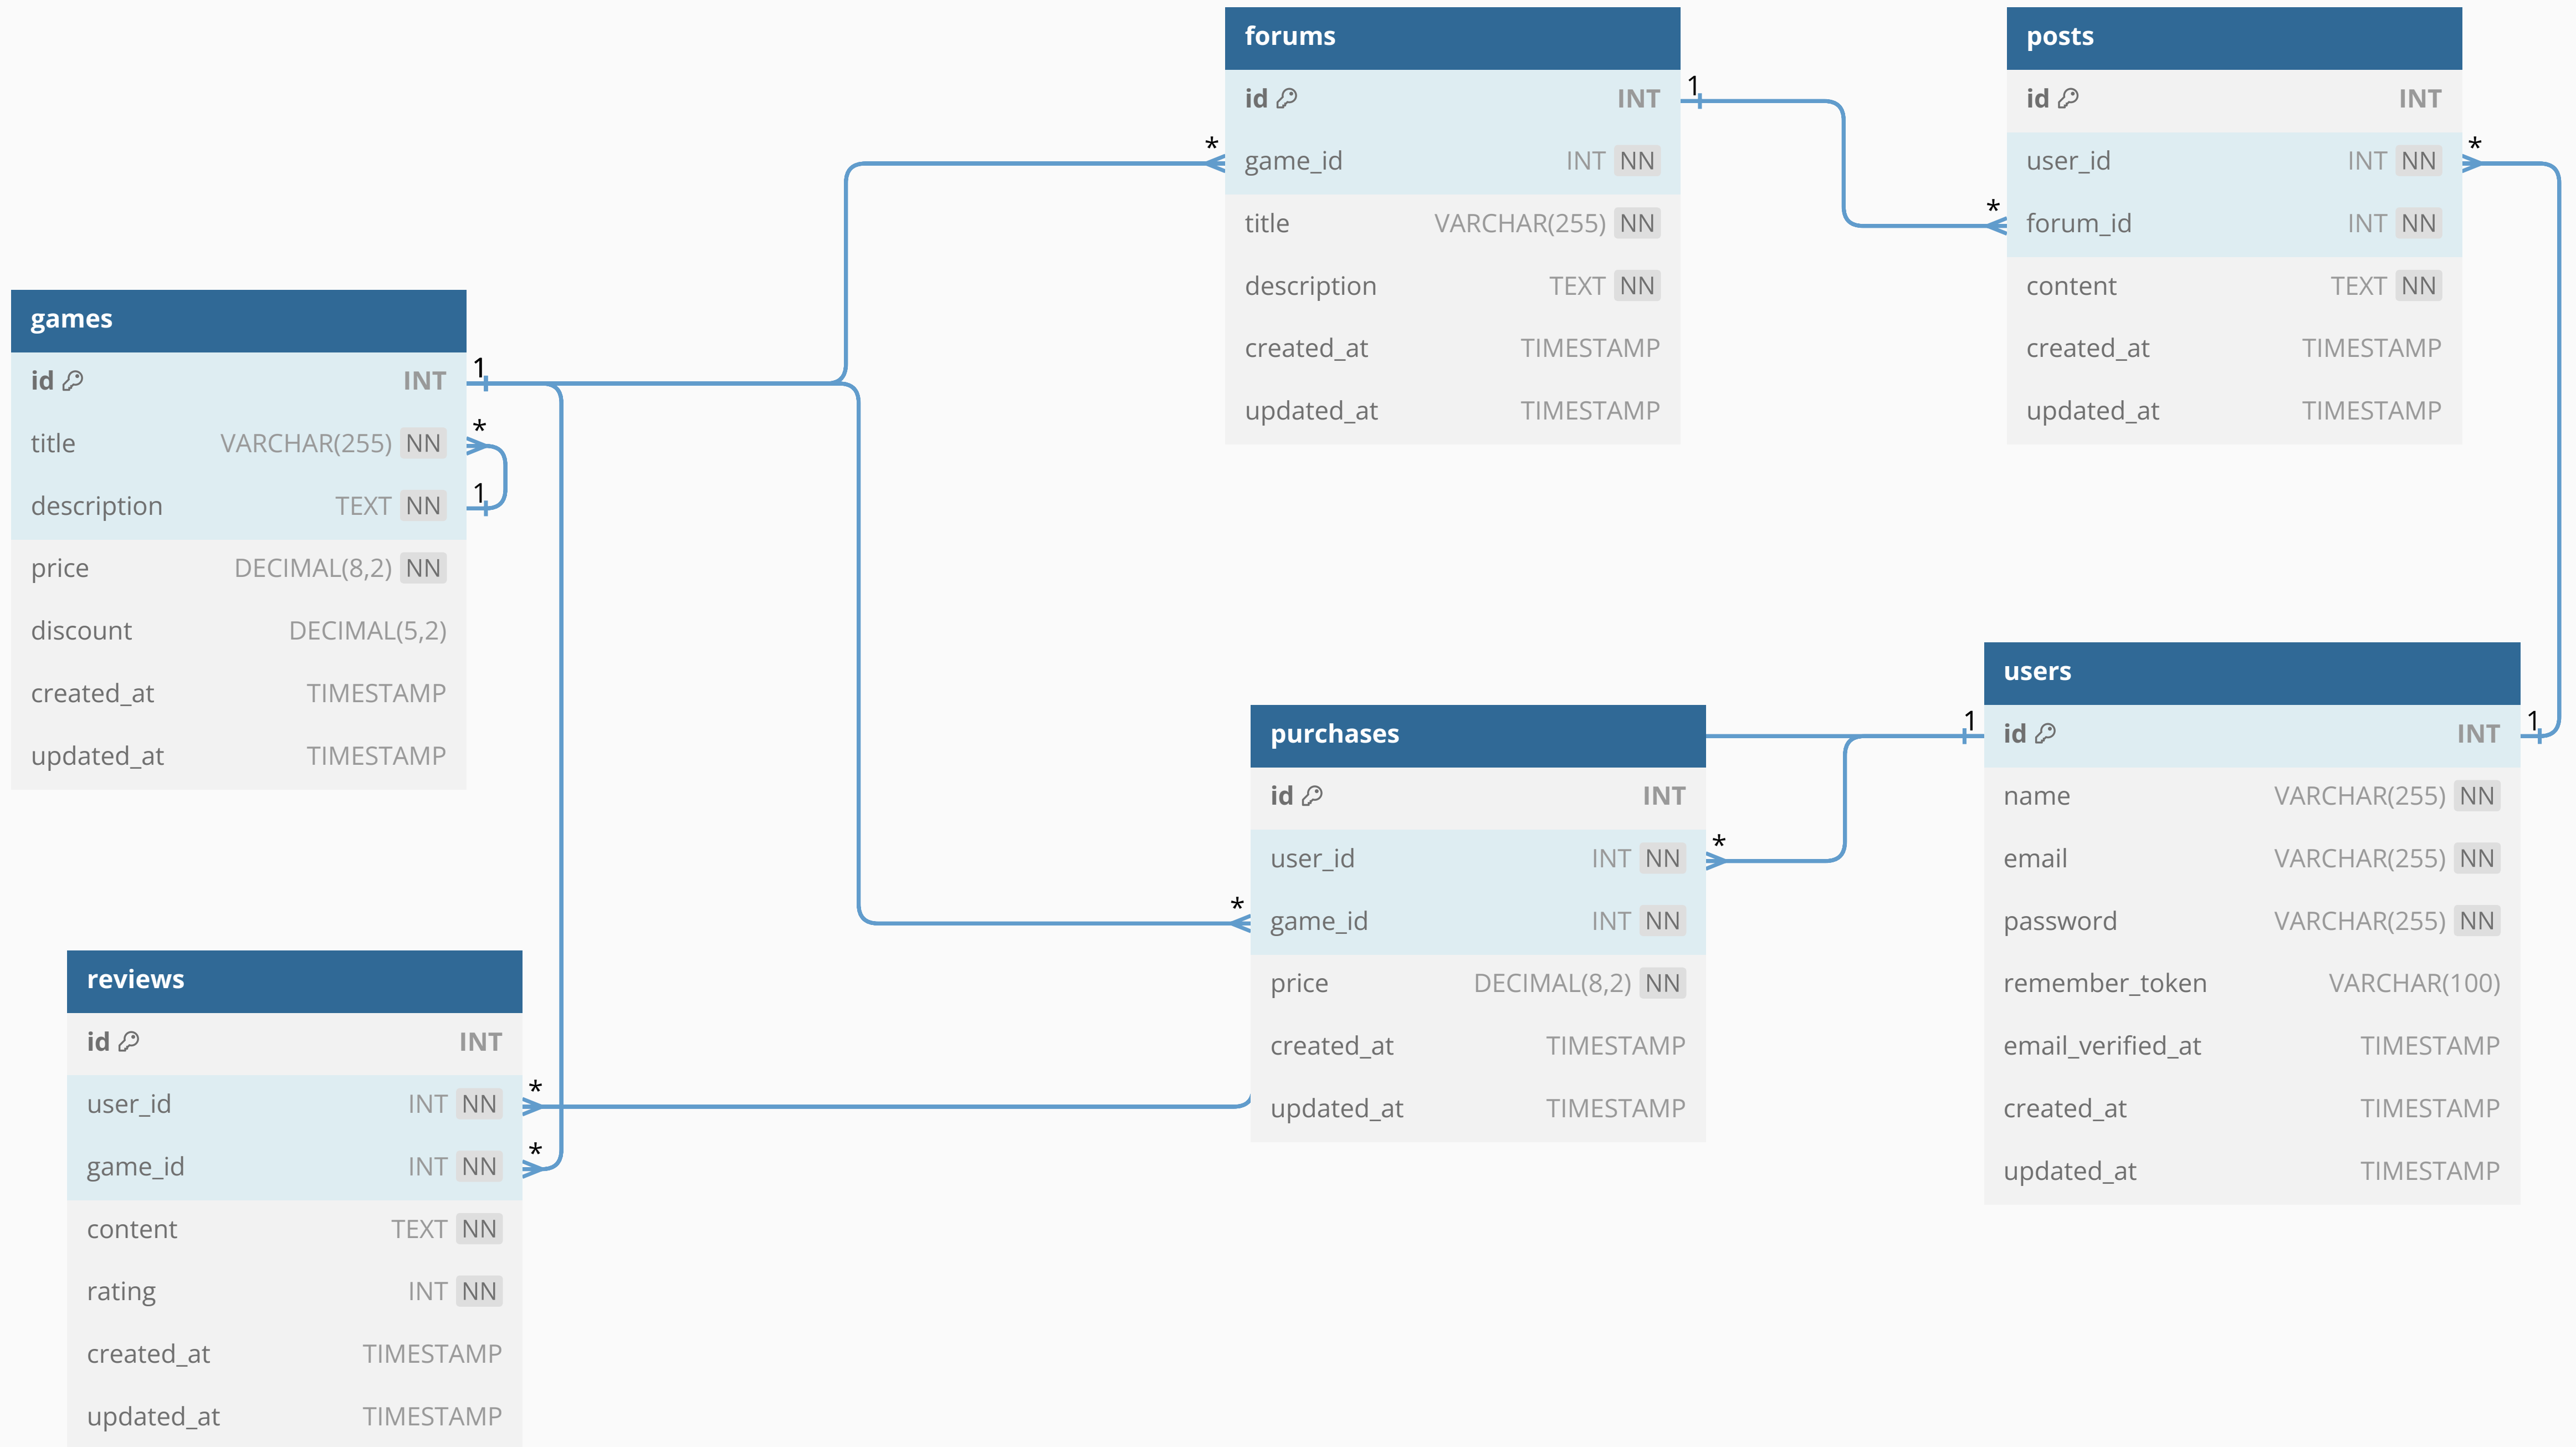 forums
id INT
game_id INT NN
title VARCHAR(255) NN
description TEXT NN
created_at TIMESTAMP
updated_at TIMESTAMP
1
*
posts
id INT
user_id INT NN
forum_id INT NN
content TEXT NN
created_at TIMESTAMP
updated_at TIMESTAMP
*
*
games
id INT
title VARCHAR(255) NN
description TEXT NN
price DECIMAL(8,2) NN
discount DECIMAL(5,2)
created_at TIMESTAMP
updated_at TIMESTAMP
1
*
1
purchases
id INT
user_id INT NN
game_id INT NN
price DECIMAL(8,2) NN
created_at TIMESTAMP
updated_at TIMESTAMP
*
*
users
id INT
name VARCHAR(255) NN
email VARCHAR(255) NN
password VARCHAR(255) NN
remember_token VARCHAR(100)
email_verified_at TIMESTAMP
created_at TIMESTAMP
updated_at TIMESTAMP
1
1
reviews
id INT
user_id INT NN
game_id INT NN
content TEXT NN
rating INT NN
created_at TIMESTAMP
updated_at TIMESTAMP
*
*